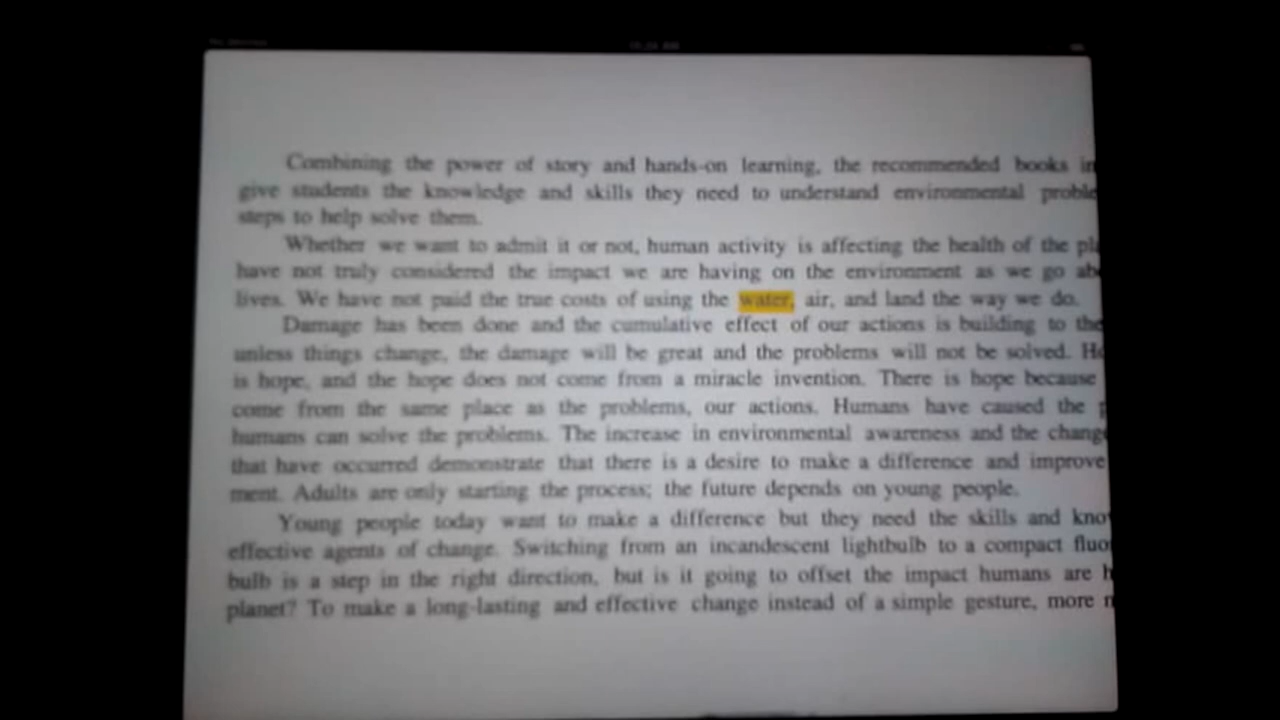 Combining the power of story and hands-on learning, the recommended books in
give students the knowledge and skills they need to understand environmental proble
steps to help solve them.
Whether we want to admit it or not, human activity is affecting the health of the pla
have not truly considered the impact we are having on the environment as we go abo
lives. We have not paid the true costs of using the water, air, and land the way we do.
Damage has been done and the cumulative effect of our actions is building to the
unless things change, the damage will be great and the problems will not be solved. Ho
is hope, and the hope does not come from a miracle invention. There is hope because
come from the same place as the problems, our actions. Humans have caused the p
humans can solve the problems. The increase in environmental awareness and the change
that have occurred demonstrate that there is a desire to make a difference and improve
ment. Adults are only starting the process; the future depends on young people.
Young people today want to make a difference but they need the skills and know
effective agents of change. Switching from an incandescent lightbulb to a compact fluor
bulb is a step in the right direction, but is it going to offset the impact humans are h
planet? To make a long-lasting and effective change instead of a simple gesture, more n